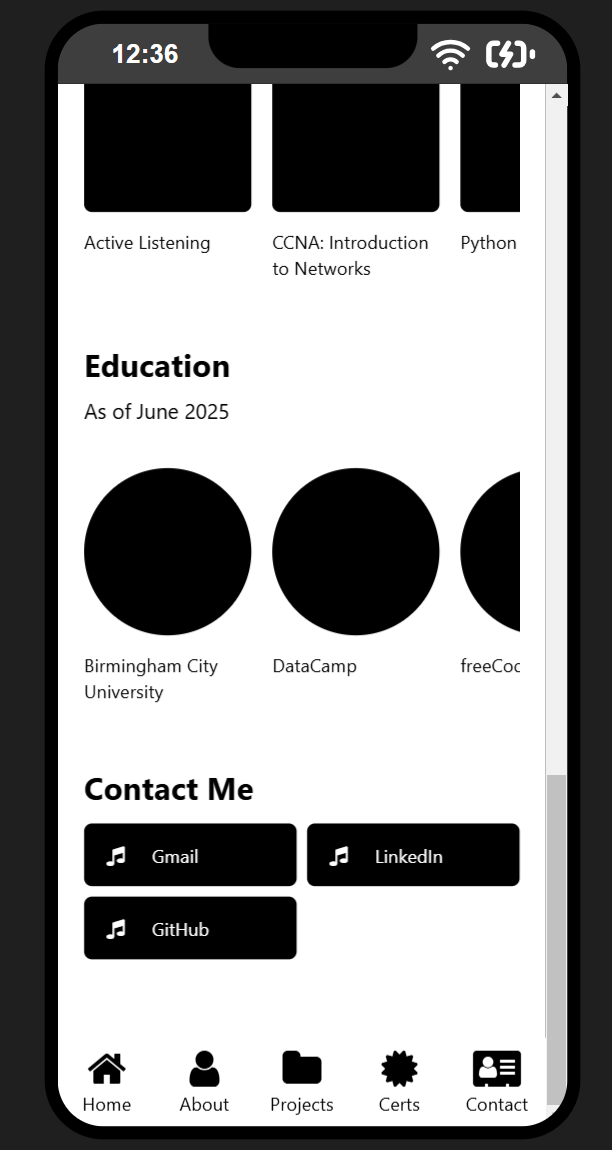 12:36
Active Listening
CCNA: Introduction
to Networks
Python
Education
As of June 2025
Birmingham City
University
DataCamp
freeCo
Contact Me
Gmail
LinkedIn
GitHub
Home
About
Projects
Certs
Contact